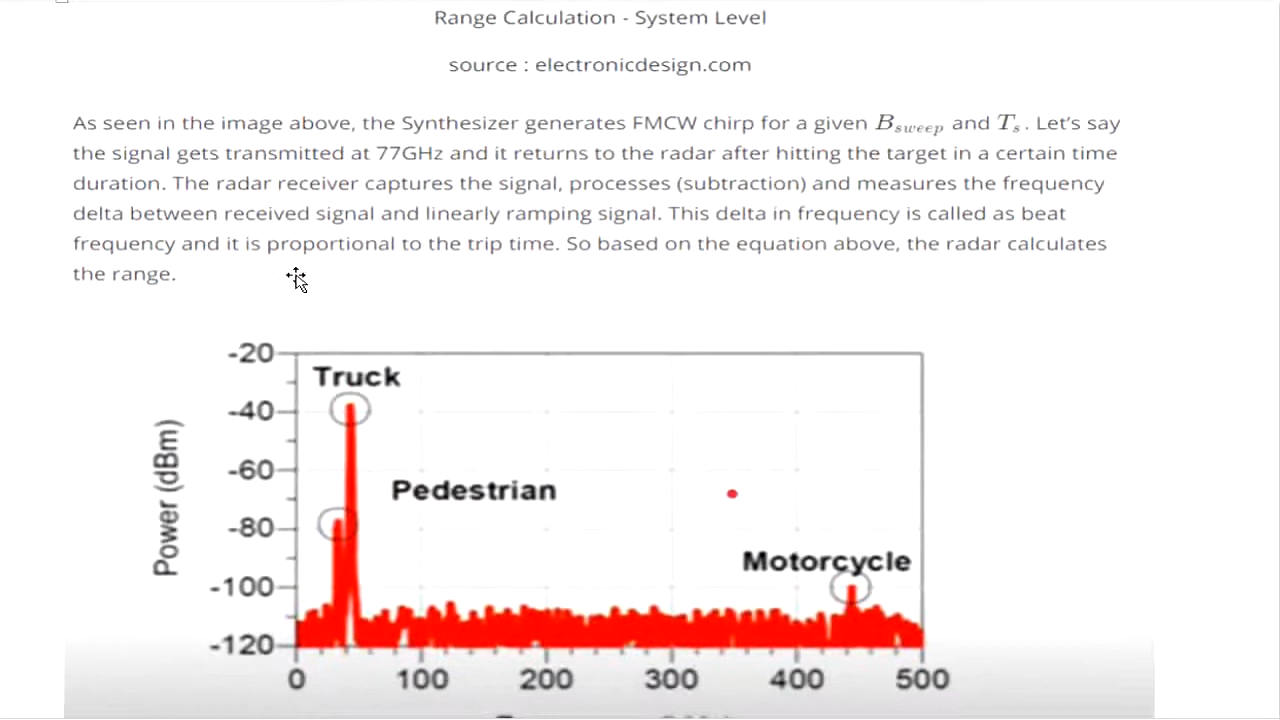 Range Calculation - System Level
source : electronicdesign.com
As seen in the image above, the Synthesizer generates FMCW chirp for a given B_sweep and T_s. Let's say
the signal gets transmitted at 77GHz and it returns to the radar after hitting the target in a certain time
duration. The radar receiver captures the signal, processes (subtraction) and measures the frequency
delta between received signal and linearly ramping signal. This delta in frequency is called as beat
frequency and it is proportional to the trip time. So based on the equation above, the radar calculates
the range.
-20
Truck
-40
-60
Pedestrian
-80
Power (dBm)
Motorcycle
-100
-120
0 100 200 300 400 500